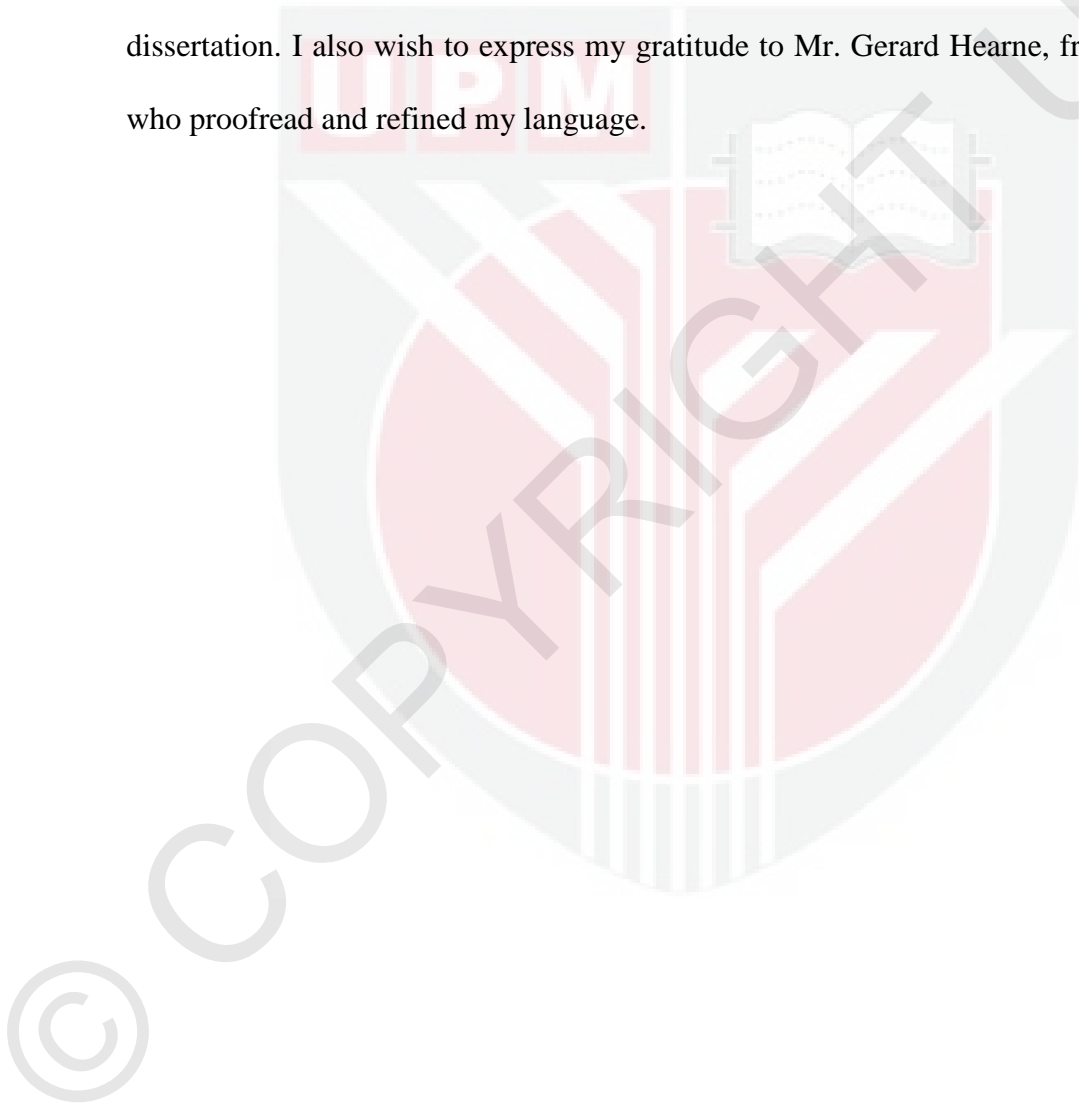 dissertation. I also wish to express my gratitude to Mr. Gerard Hearne,
who proofread and refined my language.
UPM
© COPYRIGHT U